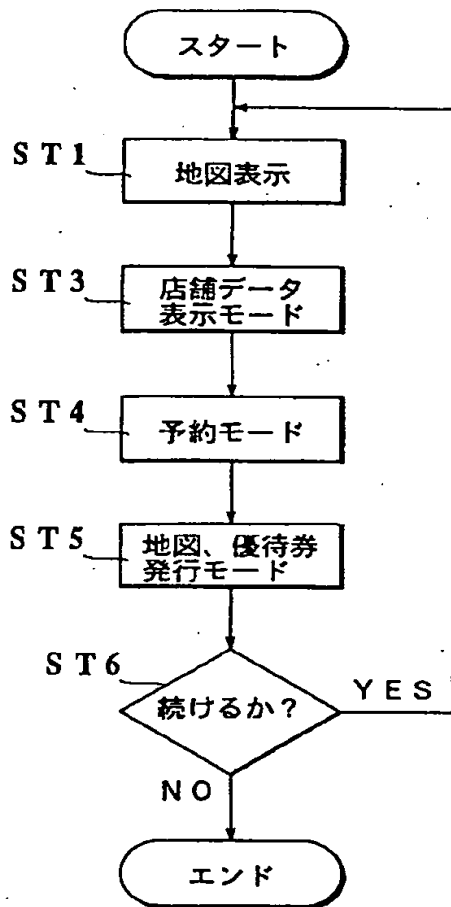 スタート
ST1
地図表示
ST3
店舗データ
表示モード
ST4
予約モード
ST5
地図、優待券
発行モード
ST6
続けるか?
YES
NO
エンド